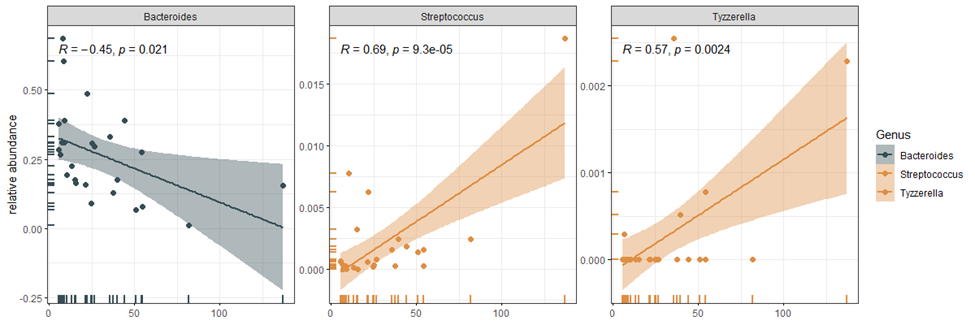 Bacteroides
Streptococcus
Tyzzerella
R = −0.45, p = 0.021
R = 0.69, p = 9.3e-05
R = 0.57, p = 0.0024
relative abundance
0.50
0.25
0.00
-0.25
0.015
0.010
0.005
0.000
0.002
0.001
0.000
0
50
100
0
50
100
0
50
100
Genus
Bacteroides
Streptococcus
Tyzzerella